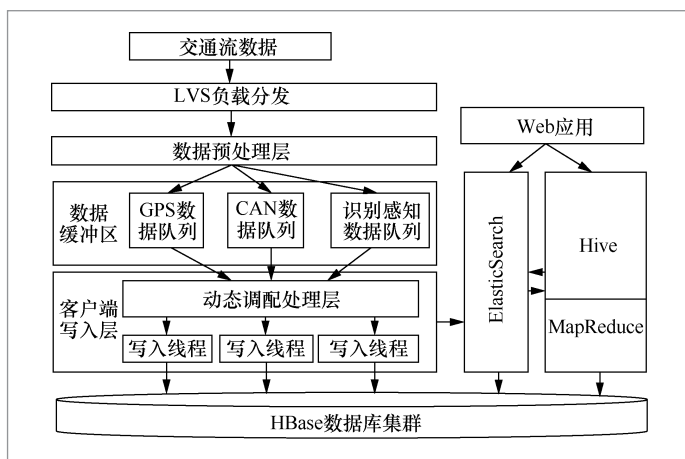 交通流数据
LVS负载分发
Web应用
数据预处理层
数据
缓冲区
GPS数
据队列
CAN数
据队列
识别感知
数据队列
ElasticSearch
Hive
MapReduce
客户端
写入层
动态调配处理层
写入线程
写入线程
写入线程
HBase数据库集群